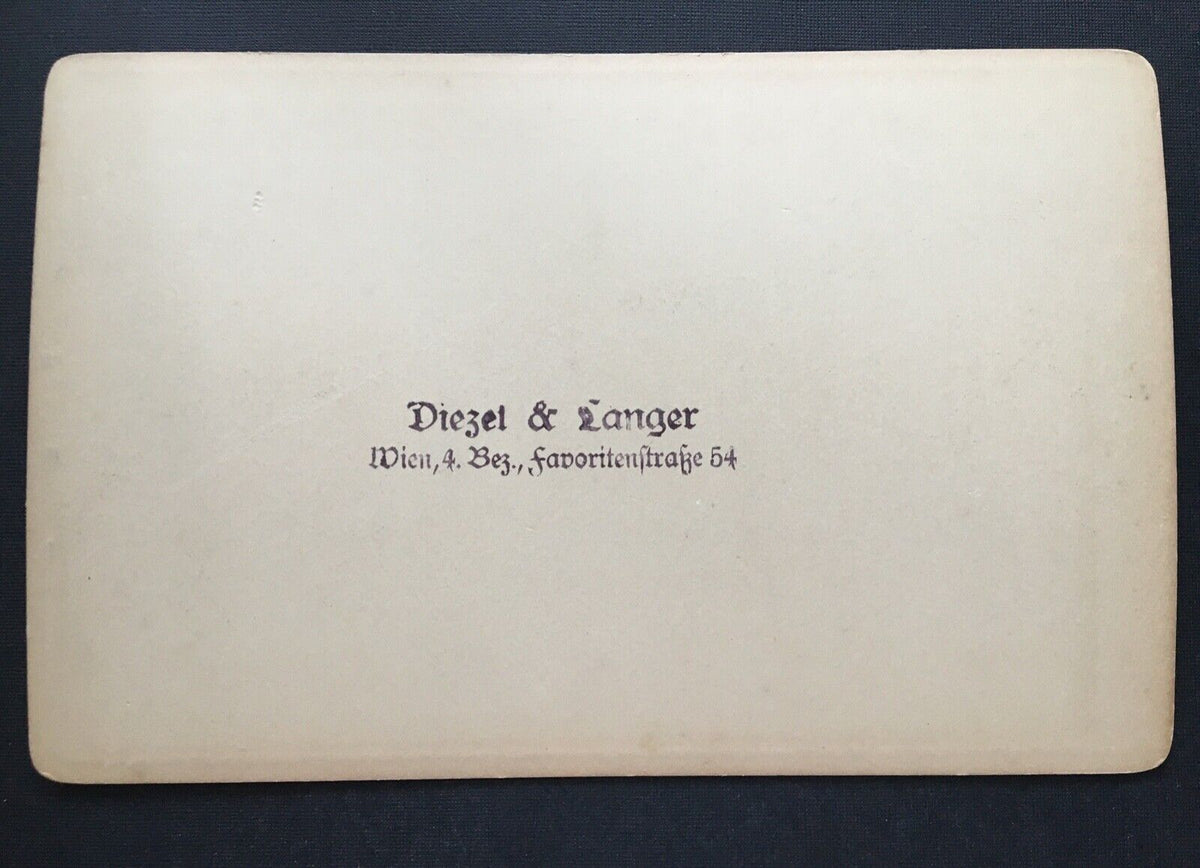 Diezel & Langer
Wien, 4. Bez., Favoritenstraße 54